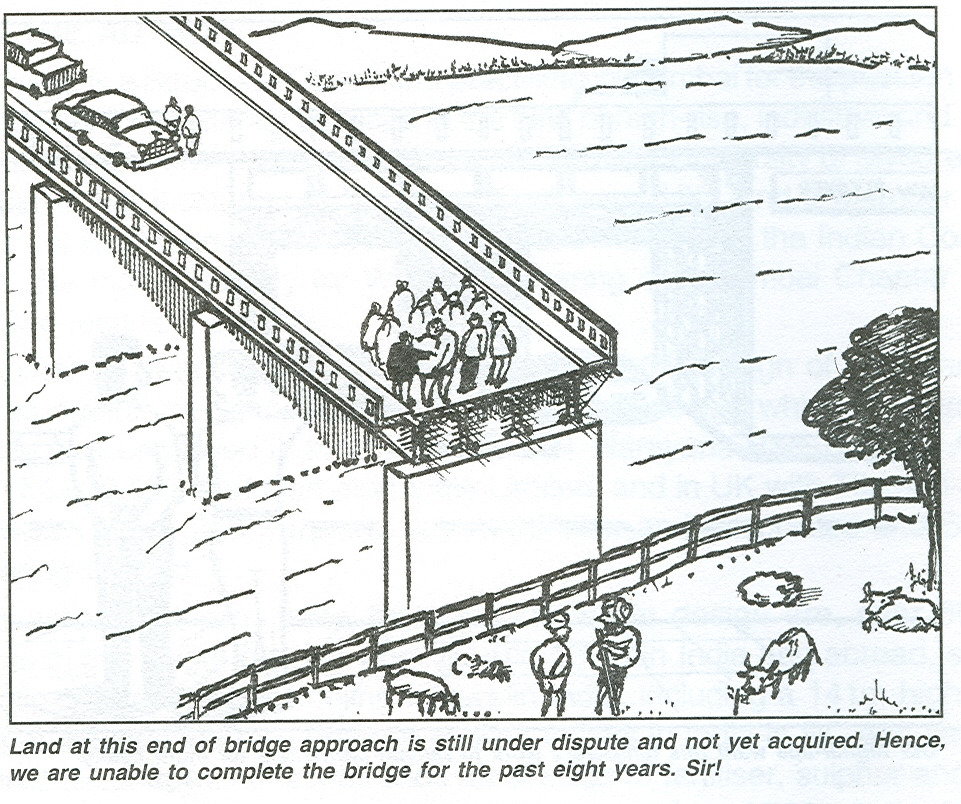 Land at this end of bridge approach is still under dispute and not yet acquired. Hence,
we are unable to complete the bridge for the past eight years. Sir!